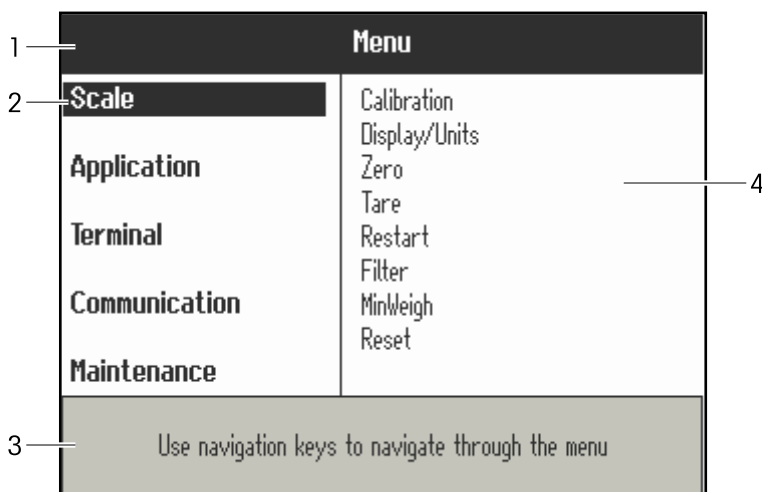 Menu
1
2
Scale
Application
Terminal
Communication
Maintenance
Calibration
Display/Units
Zero
Tare
Restart
Filter
MinWeigh
Reset
4
3
Use navigation keys to navigate through the menu